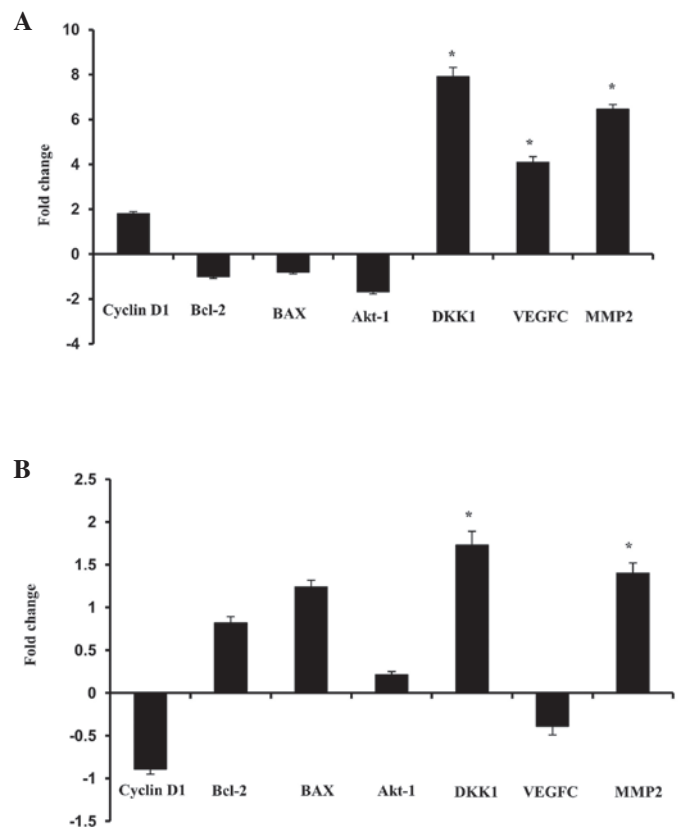 A
10
8
6
4
2
0
-2
-4
Fold change
* * *
Cyclin D1 Bcl-2 BAX Akt-1 DKK1 VEGFC MMP2
B
2.5
2
1.5
1
0.5
0
-0.5
-1
-1.5
Fold change
* *
Cyclin D1 Bcl-2 BAX Akt-1 DKK1 VEGFC MMP2